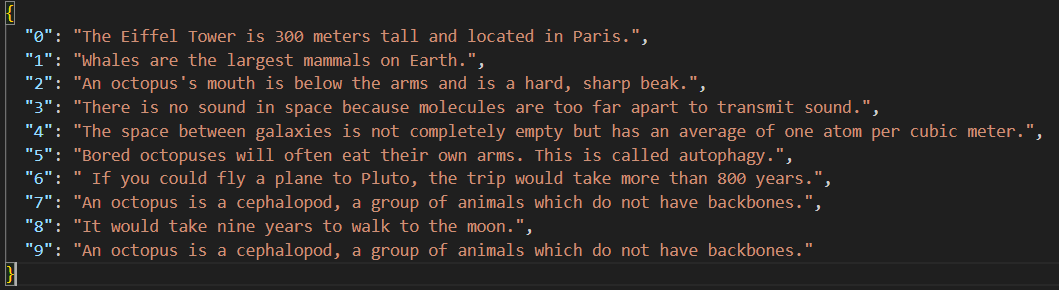 {
"0": "The Eiffel Tower is 300 meters tall and located in Paris.",
"1": "Whales are the largest mammals on Earth.",
"2": "An octopus's mouth is below the arms and is a hard, sharp beak.",
"3": "There is no sound in space because molecules are too far apart to transmit sound.",
"4": "The space between galaxies is not completely empty but has an average of one atom per cubic meter.",
"5": "Bored octopuses will often eat their own arms. This is called autophagy.",
"6": " If you could fly a plane to Pluto, the trip would take more than 800 years.",
"7": "An octopus is a cephalopod, a group of animals which do not have backbones.",
"8": "It would take nine years to walk to the moon.",
"9": "An octopus is a cephalopod, a group of animals which do not have backbones."
}